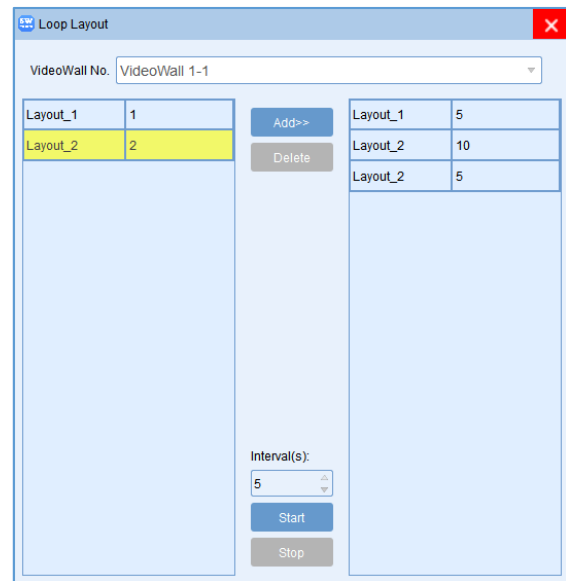 Loop Layout
VideoWall No. VideoWall 1-1
Layout_1 1
Layout_2 2
Add>>
Delete
Layout_1 5
Layout_2 10
Layout_2 5
Interval(s):
5
Start
Stop